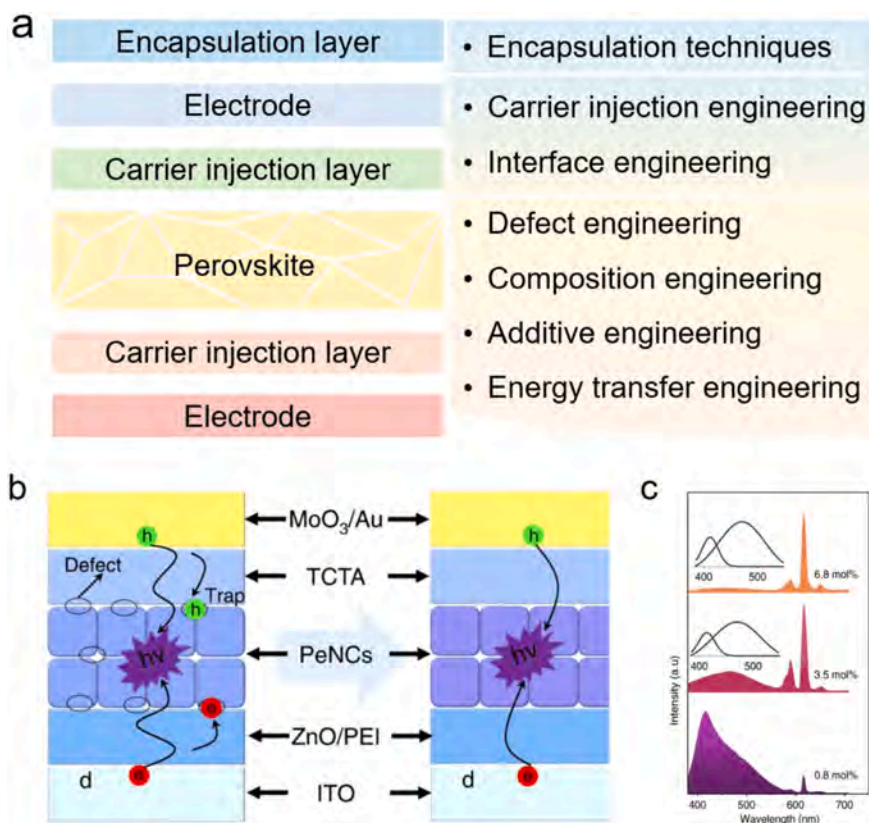 a
Encapsulation layer
Electrode
Carrier injection layer
Perovskite
Carrier injection layer
Electrode
• Encapsulation techniques
• Carrier injection engineering
• Interface engineering
• Defect engineering
• Composition engineering
• Additive engineering
• Energy transfer engineering
b
h
Defect
Trap
h
hv
e
d
e
MoO₃/Au
TCTA
PeNCs
ZnO/PEI
ITO
h
hv
d
e
c
Intensity (a.u)
400 500
6.8 mol%
400 500
3.5 mol%
0.8 mol%
400 500 600 700
Wavelength (nm)